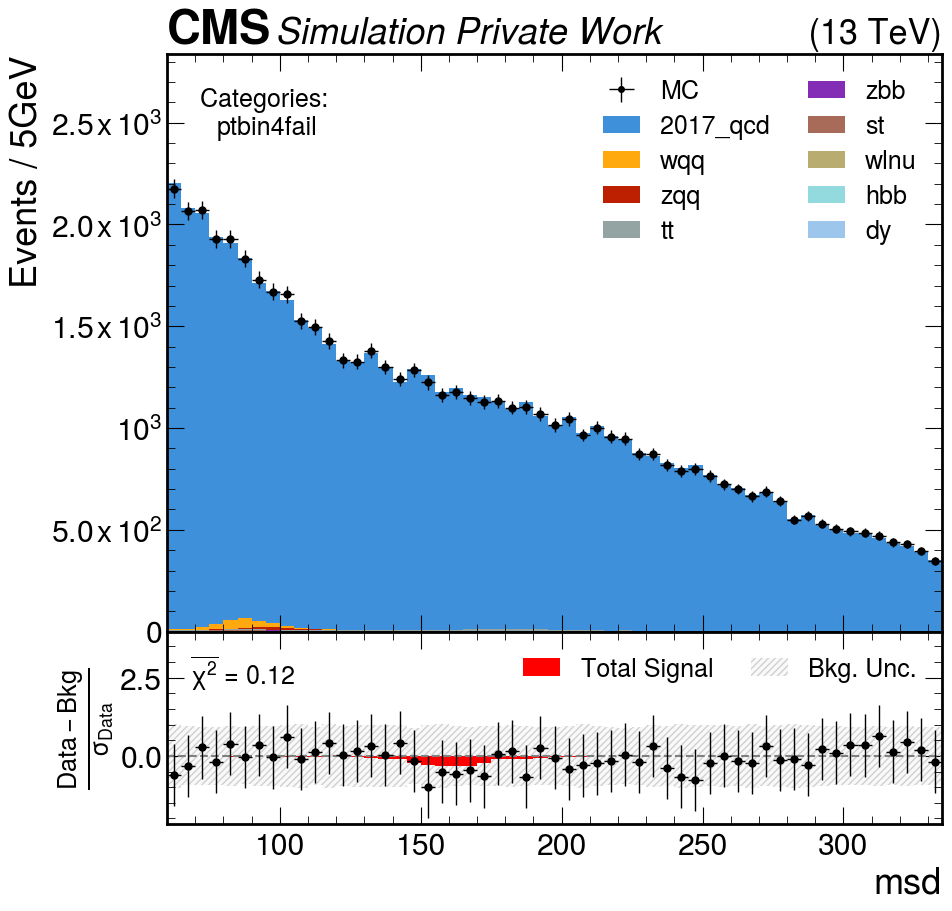 CMS Simulation Private Work (13 TeV)
Events / 5GeV
Categories:
ptbin4fail
MC
2017_qcd
wqq
zqq
tt
zbb
st
wlnu
hbb
dy
2.5 x 10³
2.0 x 10³
1.5 x 10³
10³
5.0 x 10²
0
Data – Bkg
σData
χ² = 0.12
Total Signal
Bkg. Unc.
2.5
0.0
100 150 200 250 300
msd